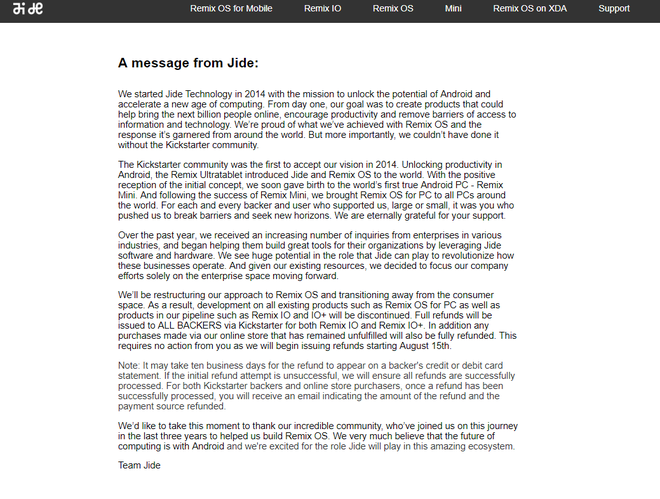 Jide
Remix OS for Mobile
Remix IO
Remix OS
Mini
Remix OS on XDA
Support
A message from Jide:
We started Jide Technology in 2014 with the mission to unlock the potential of Android and
accelerate a new age of computing. From day one, our goal was to create products that could
help bring the next billion people online, encourage productivity and remove barriers of access to
information and technology. We're proud of what we've achieved with Remix OS and the
response it's garnered from around the world. But more importantly, we couldn't have done it
without the Kickstarter community.
The Kickstarter community was the first to accept our vision in 2014. Unlocking productivity in
Android, the Remix Ultratablet introduced Jide and Remix OS to the world. With the positive
reception of the initial concept, we soon gave birth to the world's first true Android PC - Remix
Mini. And following the success of Remix Mini, we brought Remix OS for PC to all PCs around
the world. For each and every backer and user who supported us, large or small, it was you who
pushed us to break barriers and seek new horizons. We are eternally grateful for your support.
Over the past year, we received an increasing number of inquiries from enterprises in various
industries, and began helping them build great tools for their organizations by leveraging Jide
software and hardware. We see huge potential in the role that Jide can play to revolutionize how
these businesses operate. And given our existing resources, we decided to focus our company
efforts solely on the enterprise space moving forward.
We'll be restructuring our approach to Remix OS and transitioning away from the consumer
space. As a result, development on all existing products such as Remix OS for PC as well as
products in our pipeline such as Remix IO and IO+ will be discontinued. Full refunds will be
issued to ALL BACKERS via Kickstarter for both Remix IO and Remix IO+. In addition any
purchases made via our online store that has remained unfulfilled will also be fully refunded. This
requires no action from you as we will begin issuing refunds starting August 15th.
Note: It may take ten business days for the refund to appear on a backer's credit or debit card
statement. If the initial refund attempt is unsuccessful, we will ensure all refunds are successfully
processed. For both Kickstarter backers and online store purchasers, once a refund has been
successfully processed, you will receive an email indicating the amount of the refund and the
payment source refunded.
We'd like to take this moment to thank our incredible community, who've joined us on this journey
in the last three years to helped us build Remix OS. We very much believe that the future of
computing is with Android and we're excited for the role Jide will play in this amazing ecosystem.
Team Jide